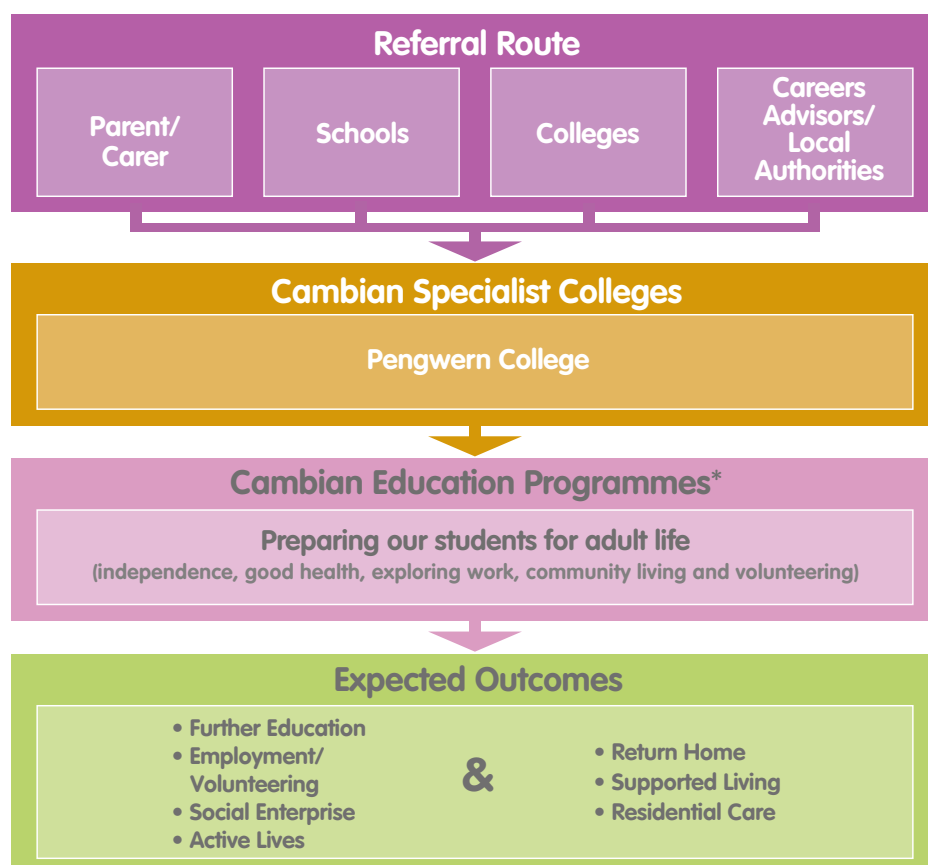 Referral Route
Parent/
Carer
Schools
Colleges
Careers
Advisors/
Local
Authorities
Cambian Specialist Colleges
Pengwern College
Cambian Education Programmes*
Preparing our students for adult life
(independence, good health, exploring work, community living and volunteering)
Expected Outcomes
• Further Education
• Employment/
Volunteering
• Social Enterprise
• Active Lives
&
• Return Home
• Supported Living
• Residential Care